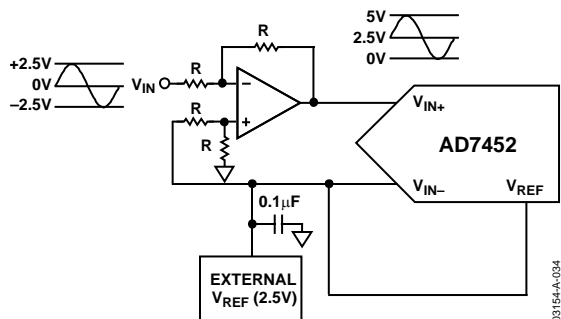 +2.5V
0V
–2.5V
VIN
R
R
R
R
–
+
5V
2.5V
0V
VIN+
AD7452
VIN–
VREF
0.1μF
EXTERNAL
VREF (2.5V)
03154-A-034